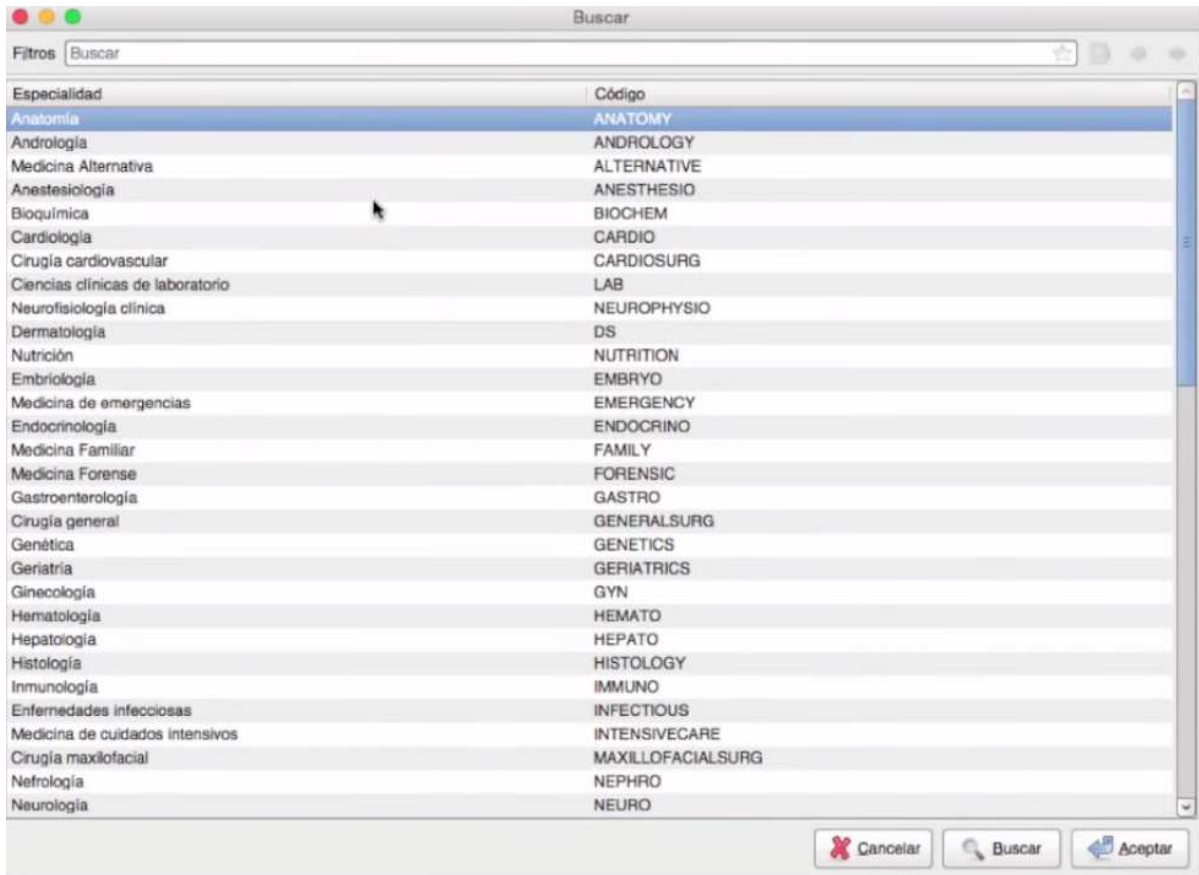 Buscar
Filtros Buscar
Especialidad Código
Anatomía ANATOMY
Andrología ANDROLOGY
Medicina Alternativa ALTERNATIVE
Anestesiología ANESTHESIO
Bioquímica BIOCHEM
Cardiología CARDIO
Cirugía cardiovascular CARDIOSURG
Ciencias clínicas de laboratorio LAB
Neurofisiología clínica NEUROPHYSIO
Dermatología DS
Nutrición NUTRITION
Embriología EMBRYO
Medicina de emergencias EMERGENCY
Endocrinología ENDOCRINO
Medicina Familiar FAMILY
Medicina Forense FORENSIC
Gastroenterología GASTRO
Cirugía general GENERALSURG
Genética GENETICS
Geriatría GERIATRICS
Ginecología GYN
Hematología HEMATO
Hepatología HEPATO
Histología HISTOLOGY
Inmunología IMMUNO
Enfernedades infecciosas INFECTIOUS
Medicina de cuidados intensivos INTENSIVECARE
Cirugía maxilofacial MAXILLOFACIALSURG
Nefrología NEPHRO
Neurología NEURO
Cancelar Buscar Aceptar